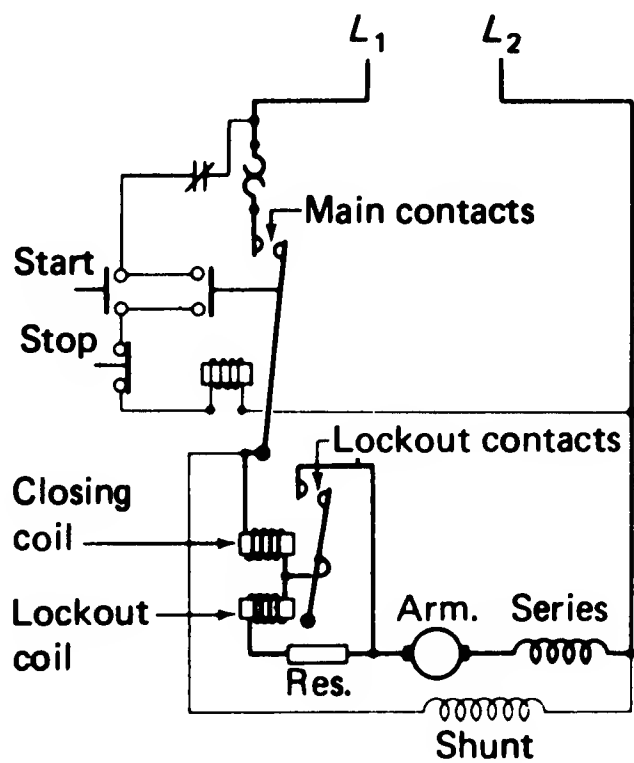 L1 L2
Main contacts
Start
Stop
Lockout contacts
Closing
coil
Lockout
coil
Arm. Series
Res.
Shunt